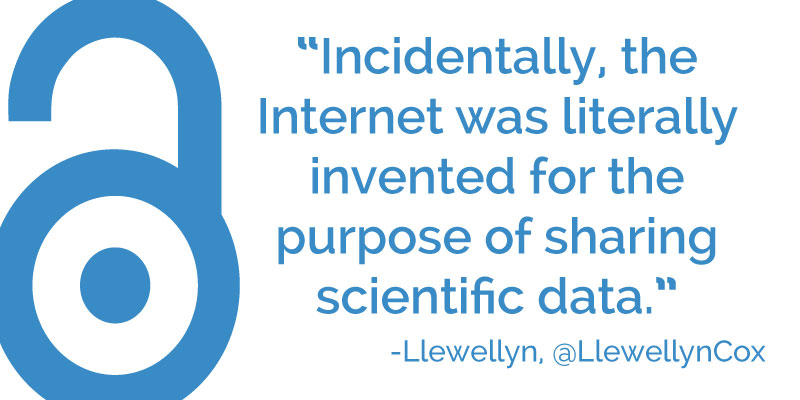 “Incidentally, the
Internet was literally
invented for the
purpose of sharing
scientific data.”
-Llewellyn, @LlewellynCox